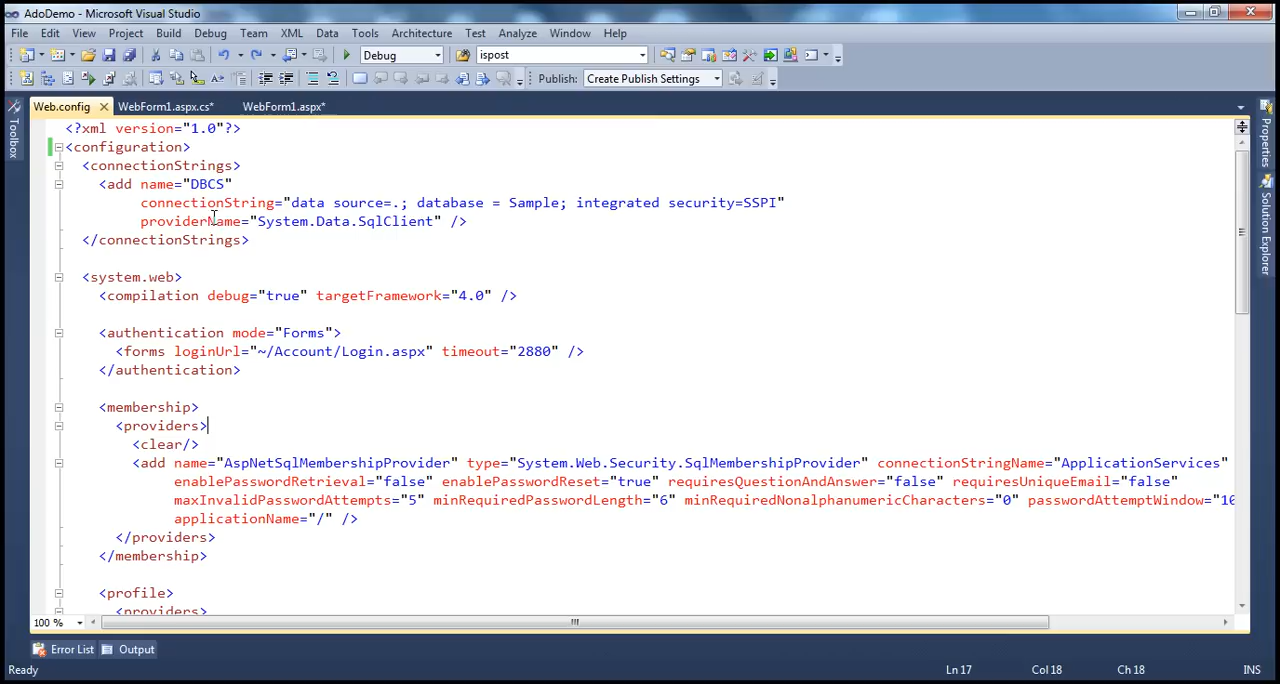 AdoDemo - Microsoft Visual Studio
File Edit View Project Build Debug Team XML Data Tools Architecture Test Analyze Window Help
Debug ispost
Publish: Create Publish Settings
Web.config WebForm1.aspx.cs* WebForm1.aspx*
Toolbox
Properties
Solution Explorer
<?xml version="1.0"?>
<configuration>
<connectionStrings>
<add name="DBCS"
connectionString="data source=.; database = Sample; integrated security=SSPI"
providerName="System.Data.SqlClient" />
</connectionStrings>
<system.web>
<compilation debug="true" targetFramework="4.0" />
<authentication mode="Forms">
<forms loginUrl="~/Account/Login.aspx" timeout="2880" />
</authentication>
<membership>
<providers>
<clear/>
<add name="AspNetSqlMembershipProvider" type="System.Web.Security.SqlMembershipProvider" connectionStringName="ApplicationServices"
enablePasswordRetrieval="false" enablePasswordReset="true" requiresQuestionAndAnswer="false" requiresUniqueEmail="false"
maxInvalidPasswordAttempts="5" minRequiredPasswordLength="6" minRequiredNonalphanumericCharacters="0" passwordAttemptWindow="10
applicationName="/" />
</providers>
</membership>
<profile>
<providers>
100 %
Error List Output
Ready Ln 17 Col 18 Ch 18 INS